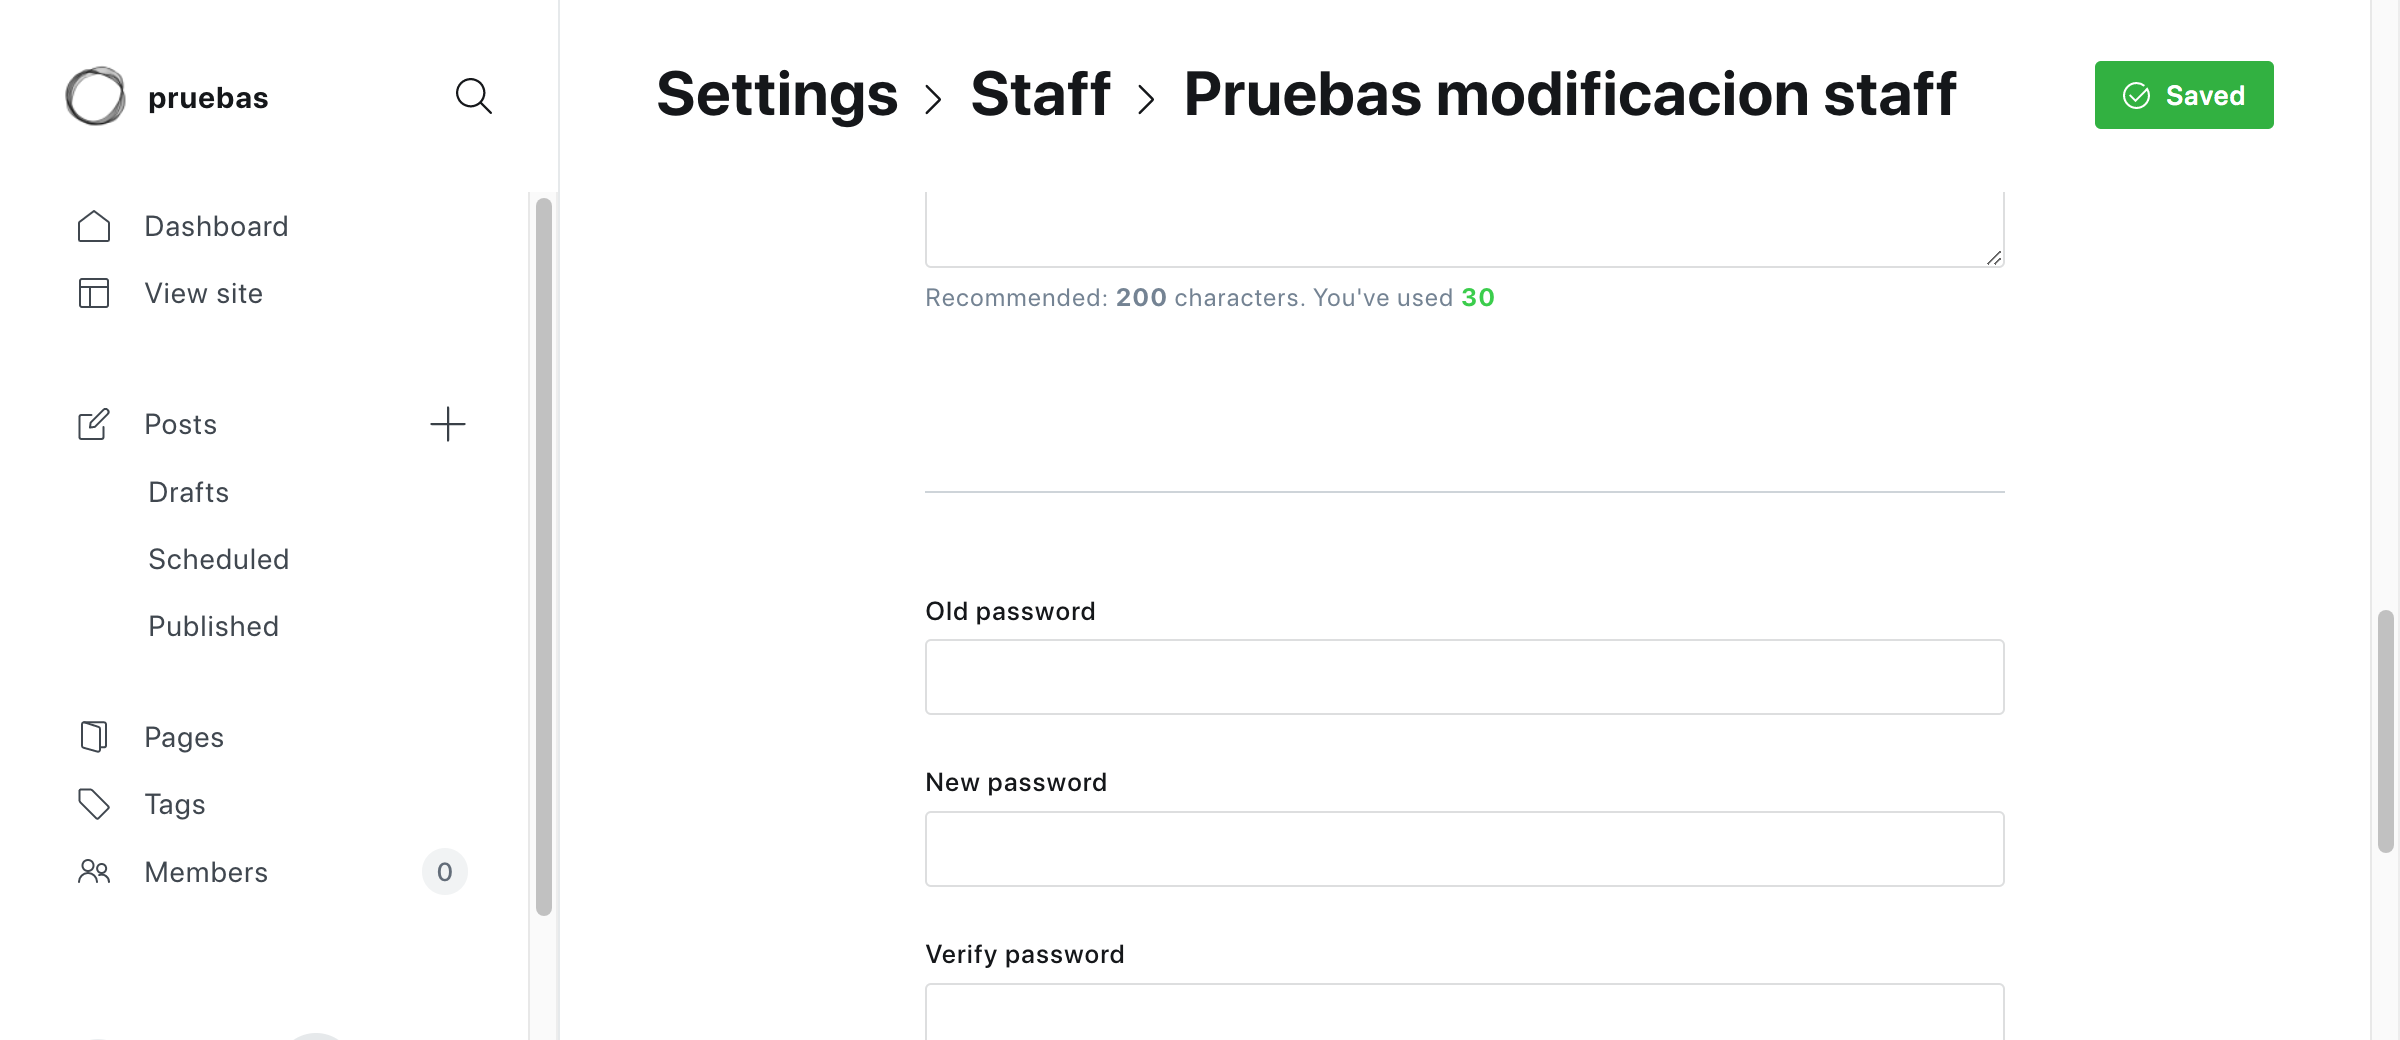 pruebas
Dashboard
View site
Posts
Drafts
Scheduled
Published
Pages
Tags
Members 0
Settings > Staff > Pruebas modificacion staff
Saved
Recommended: 200 characters. You've used 30
Old password
New password
Verify password